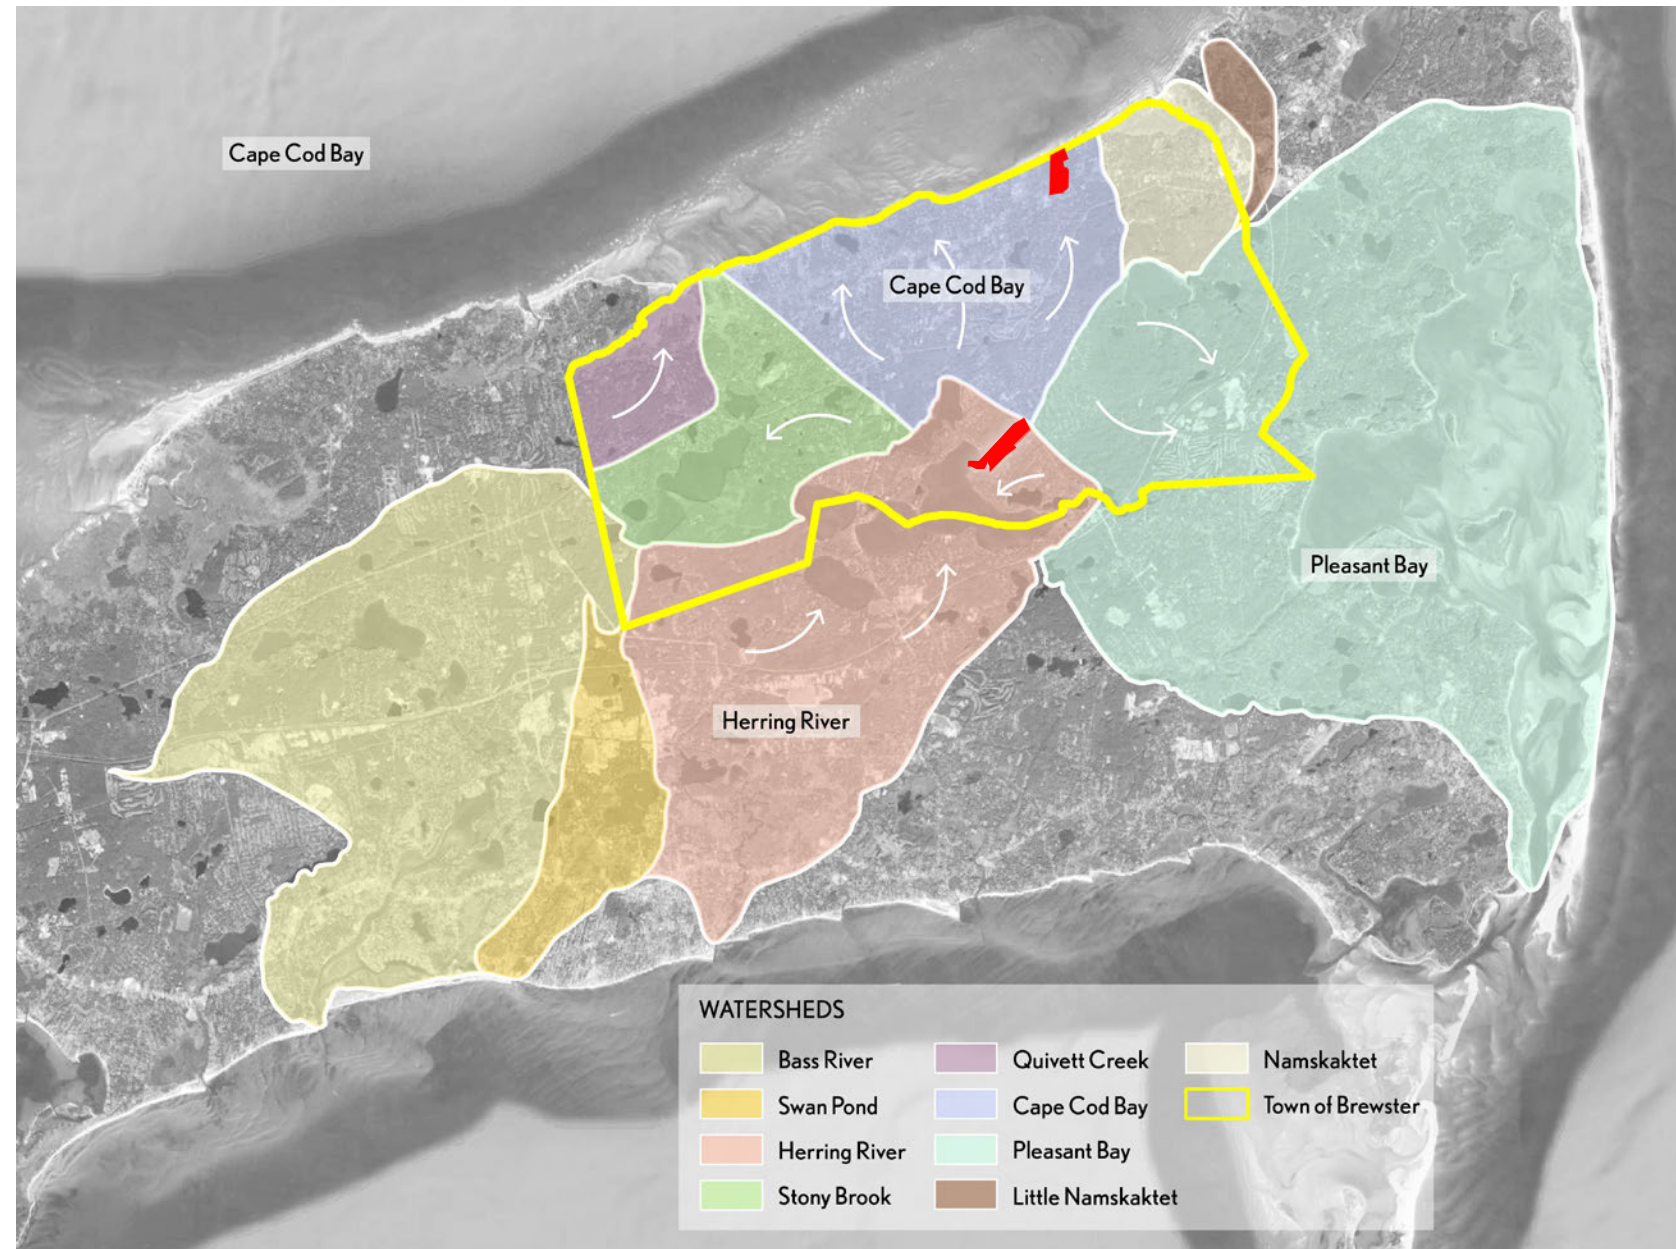 Cape Cod Bay
Cape Cod Bay
Pleasant Bay
Herring River
WATERSHEDS
Bass River
Swan Pond
Herring River
Stony Brook
Quivett Creek
Cape Cod Bay
Pleasant Bay
Little Namskaktet
Namskaktet
Town of Brewster